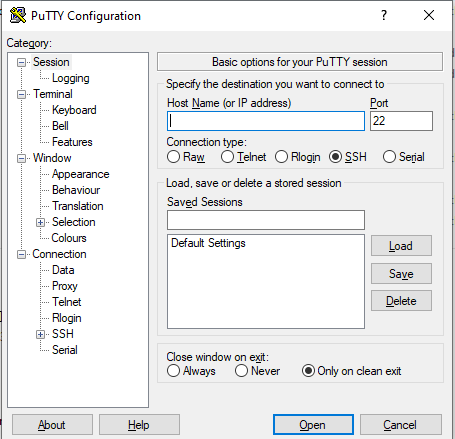 PuTTY Configuration
?
Category:
Session
Logging
Terminal
Keyboard
Bell
Features
Window
Appearance
Behaviour
Translation
Selection
Colours
Connection
Data
Proxy
Telnet
Rlogin
SSH
Serial
Basic options for your PuTTY session
Specify the destination you want to connect to
Host Name (or IP address) Port
22
Connection type:
Raw Telnet Rlogin SSH Serial
Load, save or delete a stored session
Saved Sessions
Default Settings
Load
Save
Delete
Close window on exit:
Always Never Only on clean exit
About Help Open Cancel